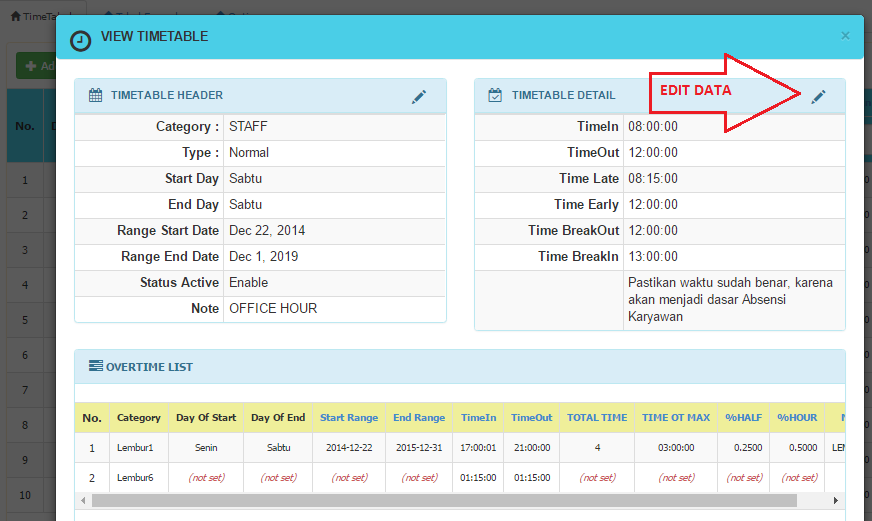 TimeTabl
VIEW TIMETABLE
×
Ad
TIMETABLE HEADER
TIMETABLE DETAIL
EDIT DATA
No.
Category : STAFF
Type : Normal
Start Day Sabtu
End Day Sabtu
Range Start Date Dec 22, 2014
Range End Date Dec 1, 2019
Status Active Enable
Note OFFICE HOUR
TimeIn 08:00:00
TimeOut 12:00:00
Time Late 08:15:00
Time Early 12:00:00
Time BreakOut 12:00:00
Time BreakIn 13:00:00
Pastikan waktu sudah benar, karena
akan menjadi dasar Absensi
Karyawan
1
2
3
4
5
6
7
8
9
10
OVERTIME LIST
No. Category Day Of Start Day Of End Start Range End Range TimeIn TimeOut TOTAL TIME TIME OT MAX %HALF %HOUR
1 Lembur1 Senin Sabtu 2014-12-22 2015-12-31 17:00:01 21:00:00 4 03:00:00 0.2500 0.5000 LEM
2 Lembur6 (not set) (not set) (not set) (not set) 01:15:00 01:15:00 (not set) (not set) (not set) (not set)